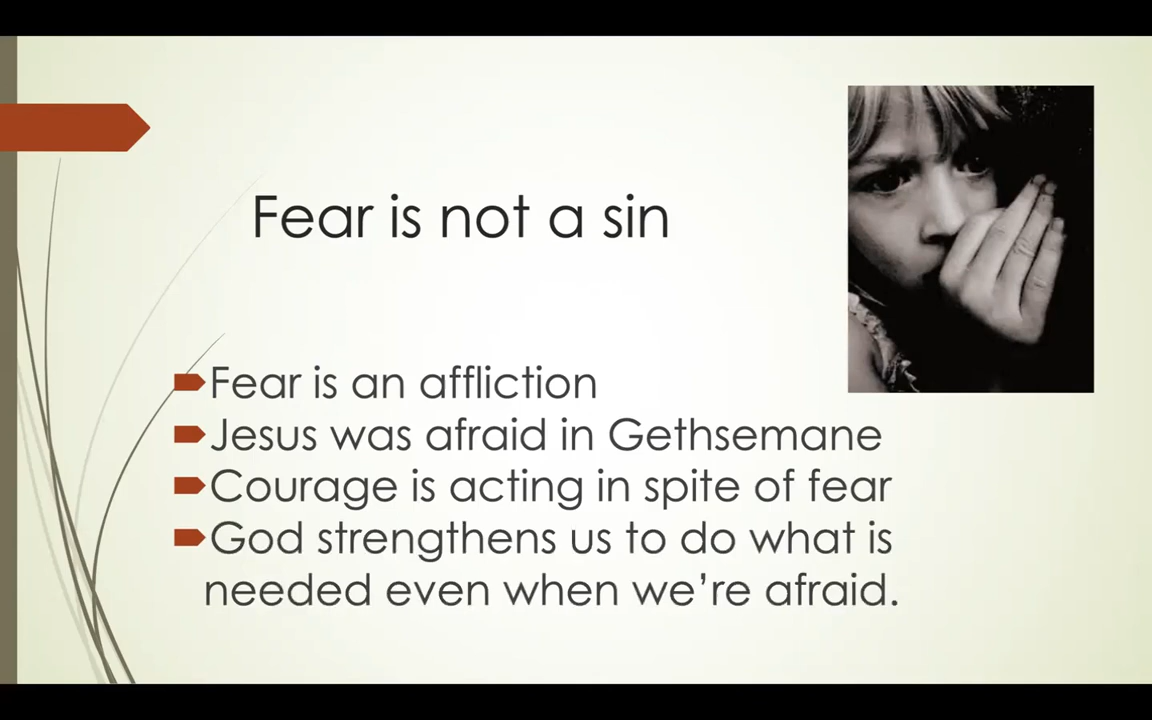 Fear is not a sin
Fear is an affliction
Jesus was afraid in Gethsemane
Courage is acting in spite of fear
God strengthens us to do what is
needed even when we’re afraid.